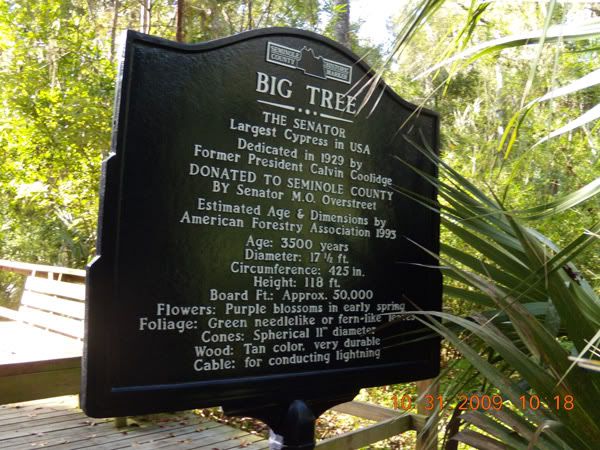 SEMINOLE COUNTY HISTORIC MARKER
BIG TREE
THE SENATOR
Largest Cypress in USA
Dedicated in 1929 by
Former President Calvin Coolidge
DONATED TO SEMINOLE COUNTY
BY Senator M.O. Overstreet
Estimated Age & Dimensions by
American Forestry Association 1993
Age: 3500 years
Diameter: 17 ½ ft.
Circumference: 425 in.
Height: 118 ft.
Board Ft.: Approx. 50,000
Flowers: Purple blossoms in early spring
Foliage: Green needlelike or fern-like leaves
Cones: Spherical 11" diameter
Wood: Tan color, very durable
Cable: for conducting lightning
10 31 2009 10:18